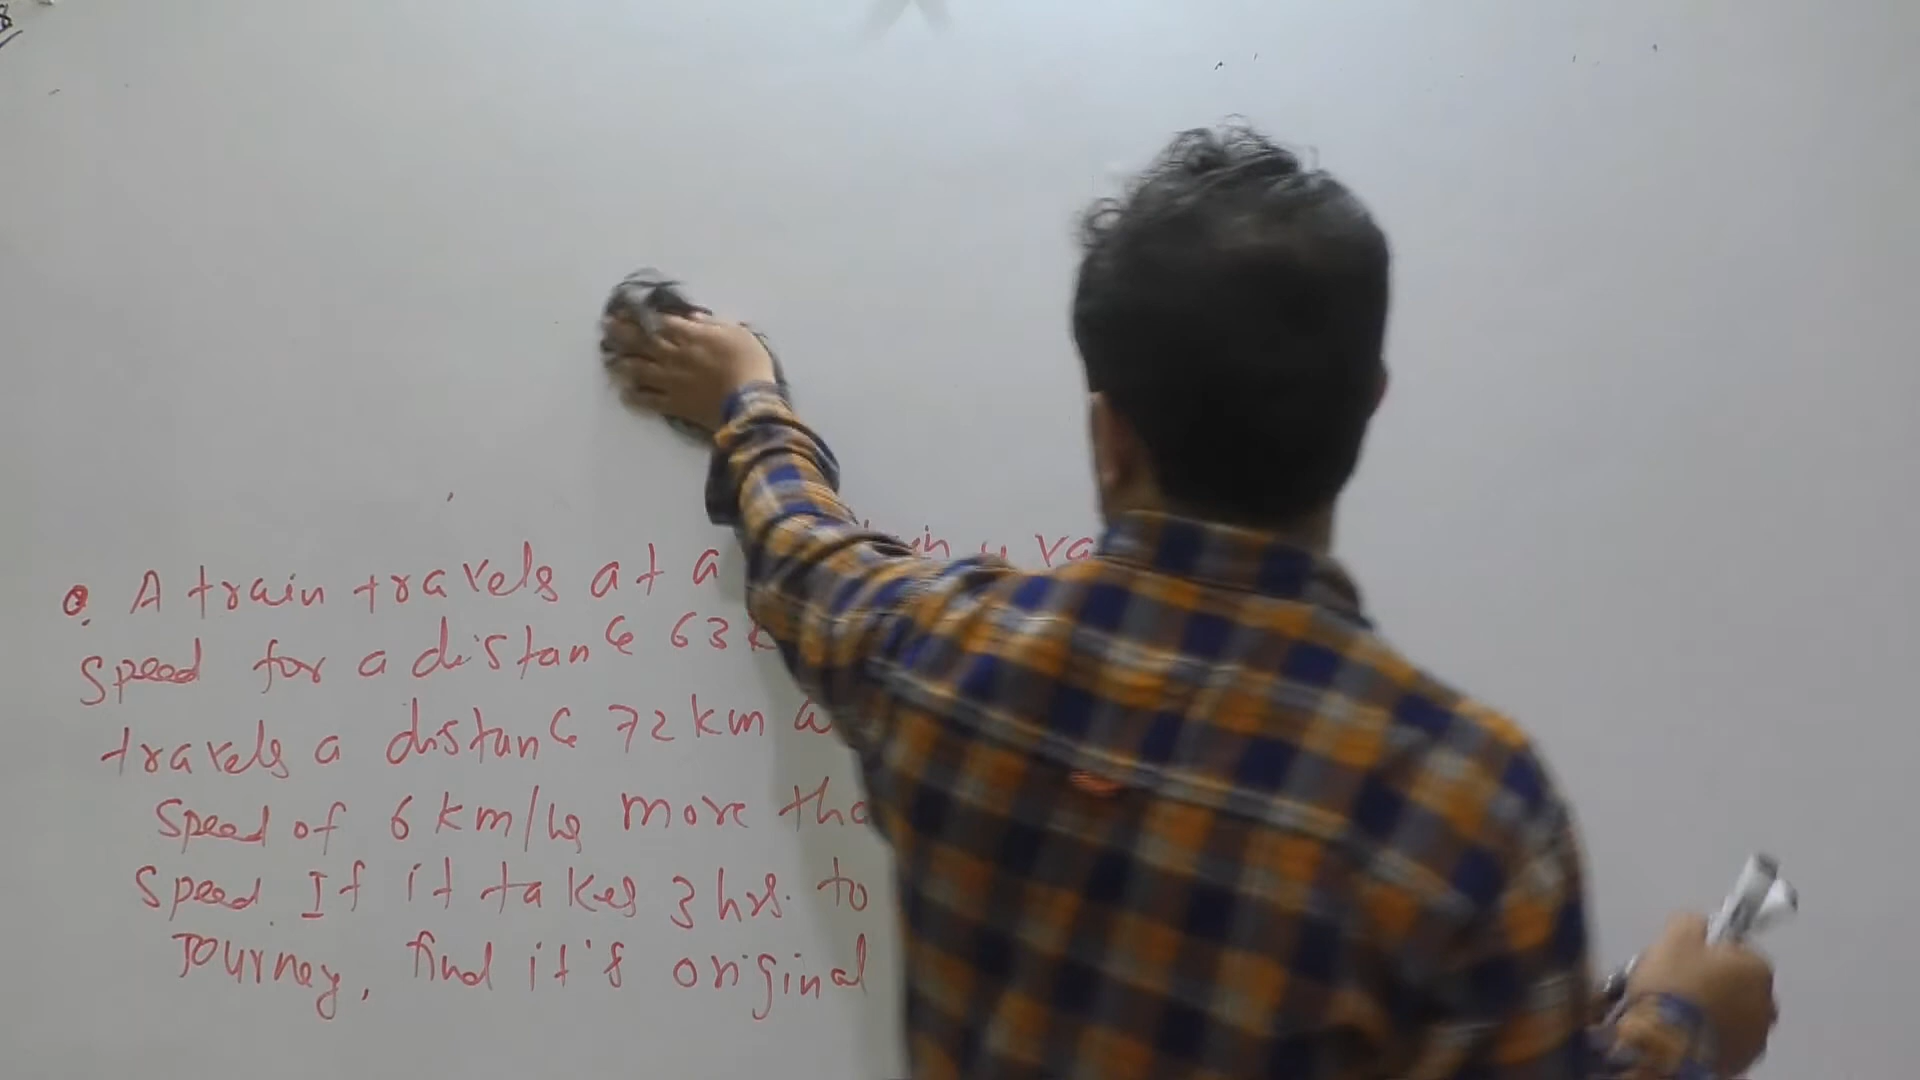 Q. A train travels at a
speed for a distance 63 k
travels a distance 72 km a
speed of 6 km/hr more tha
speed. If it takes 3 hrs. to
Journey, find it's original